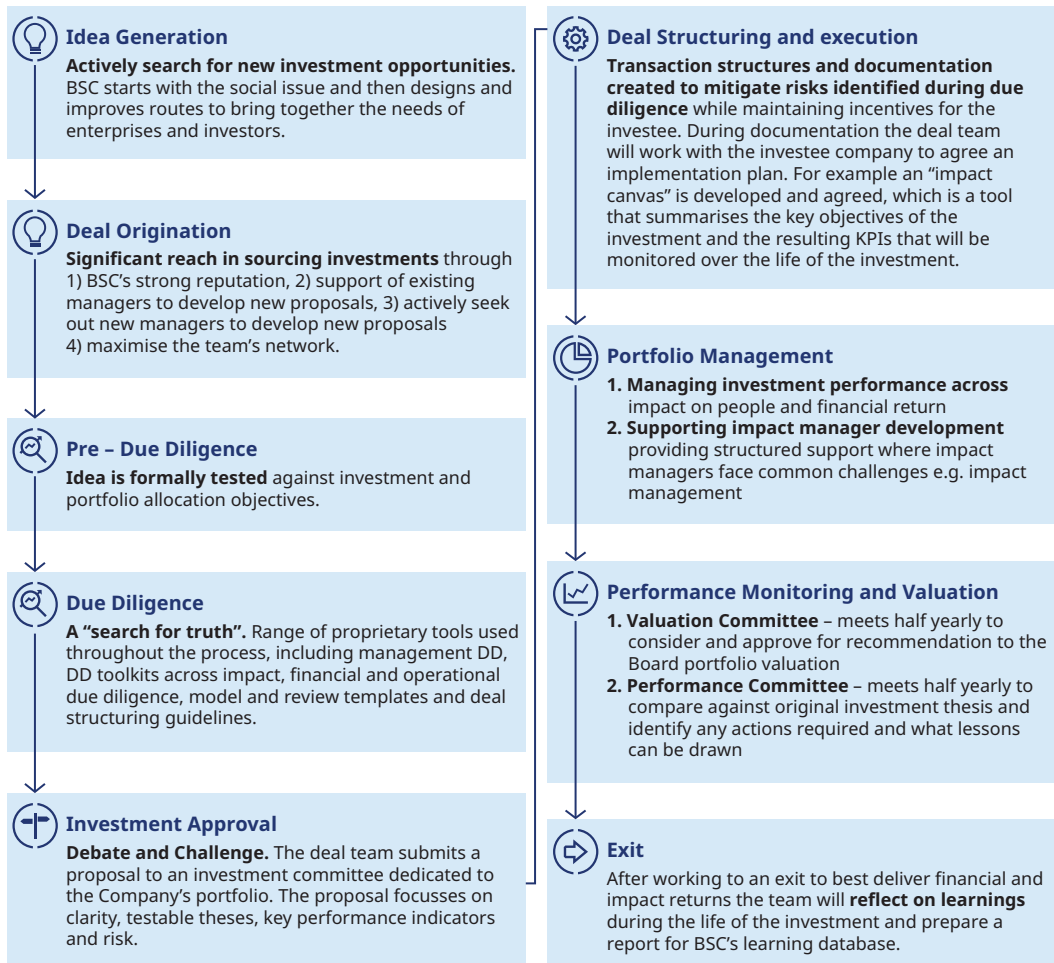 Idea Generation
Actively search for new investment opportunities.
BSC starts with the social issue and then designs and
improves routes to bring together the needs of
enterprises and investors.
Deal Origination
Significant reach in sourcing investments through
1) BSC's strong reputation, 2) support of existing
managers to develop new proposals, 3) actively seek
out new managers to develop new proposals
4) maximise the team's network.
Pre – Due Diligence
Idea is formally tested against investment and
portfolio allocation objectives.
Due Diligence
A “search for truth”. Range of proprietary tools used
throughout the process, including management DD,
DD toolkits across impact, financial and operational
due diligence, model and review templates and deal
structuring guidelines.
Investment Approval
Debate and Challenge. The deal team submits a
proposal to an investment committee dedicated to
the Company's portfolio. The proposal focusses on
clarity, testable theses, key performance indicators
and risk.
Deal Structuring and execution
Transaction structures and documentation
created to mitigate risks identified during due
diligence while maintaining incentives for the
investee. During documentation the deal team
will work with the investee company to agree an
implementation plan. For example an “impact
canvas” is developed and agreed, which is a tool
that summarises the key objectives of the
investment and the resulting KPIs that will be
monitored over the life of the investment.
Portfolio Management
1. Managing investment performance across
impact on people and financial return
2. Supporting impact manager development
providing structured support where impact
managers face common challenges e.g. impact
management
Performance Monitoring and Valuation
1. Valuation Committee – meets half yearly to
consider and approve for recommendation to the
Board portfolio valuation
2. Performance Committee – meets half yearly to
compare against original investment thesis and
identify any actions required and what lessons
can be drawn
Exit
After working to an exit to best deliver financial and
impact returns the team will reflect on learnings
during the life of the investment and prepare a
report for BSC's learning database.